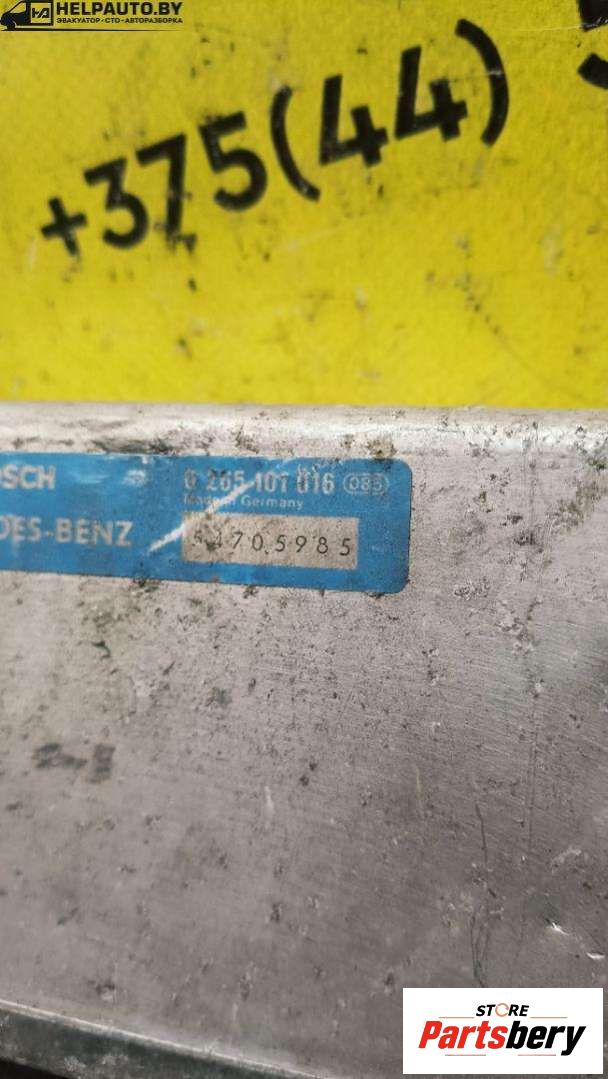 HELPAUTO.BY
ЭВАКУАТОР • СТО • АВТОРАЗБОРКА
+375(44)
OSCH 0 265 101 016 083
Made in Germany
DES-BENZ 54705985
STORE
Partsbery